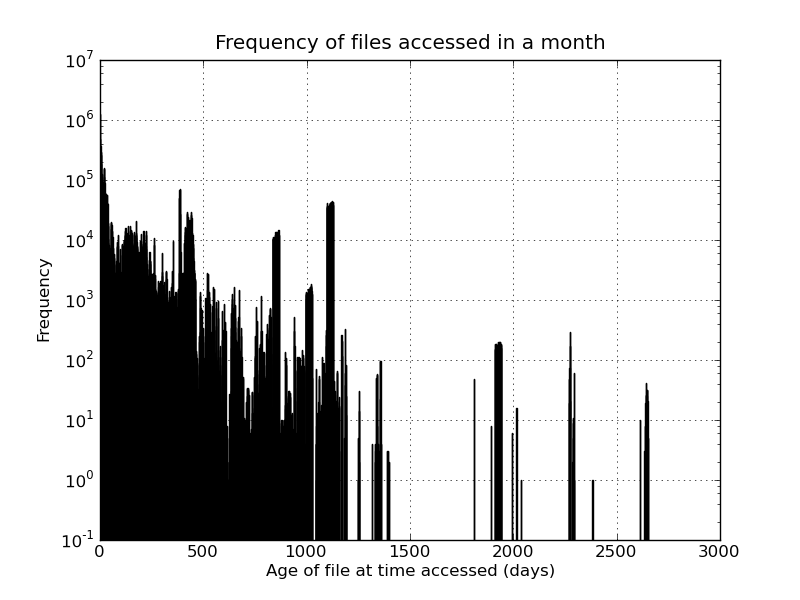 Frequency of files accessed in a month
10^7
10^6
10^5
10^4
10^3
10^2
10^1
10^0
10^-1
Frequency
0 500 1000 1500 2000 2500 3000
Age of file at time accessed (days)